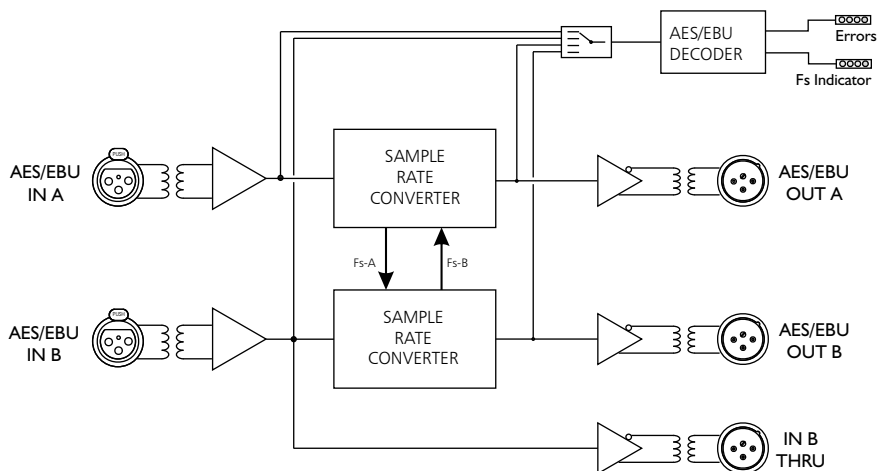 AES/EBU
DECODER
Errors
Fs Indicator
PUSH
AES/EBU
IN A
SAMPLE
RATE
CONVERTER
AES/EBU
OUT A
Fs-A
Fs-B
PUSH
AES/EBU
IN B
SAMPLE
RATE
CONVERTER
AES/EBU
OUT B
IN B
THRU